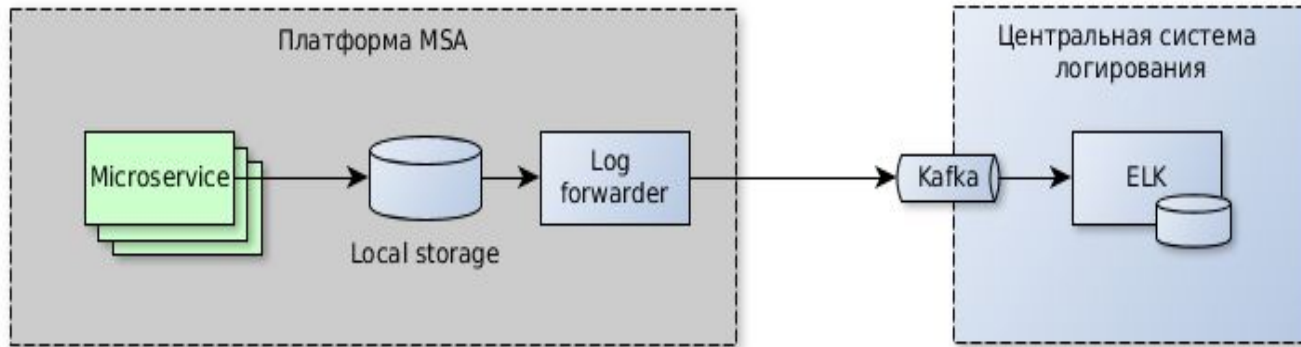 Платформа MSA
Центральная система
логирования
Microservice
Local storage
Log
forwarder
Kafka
ELK